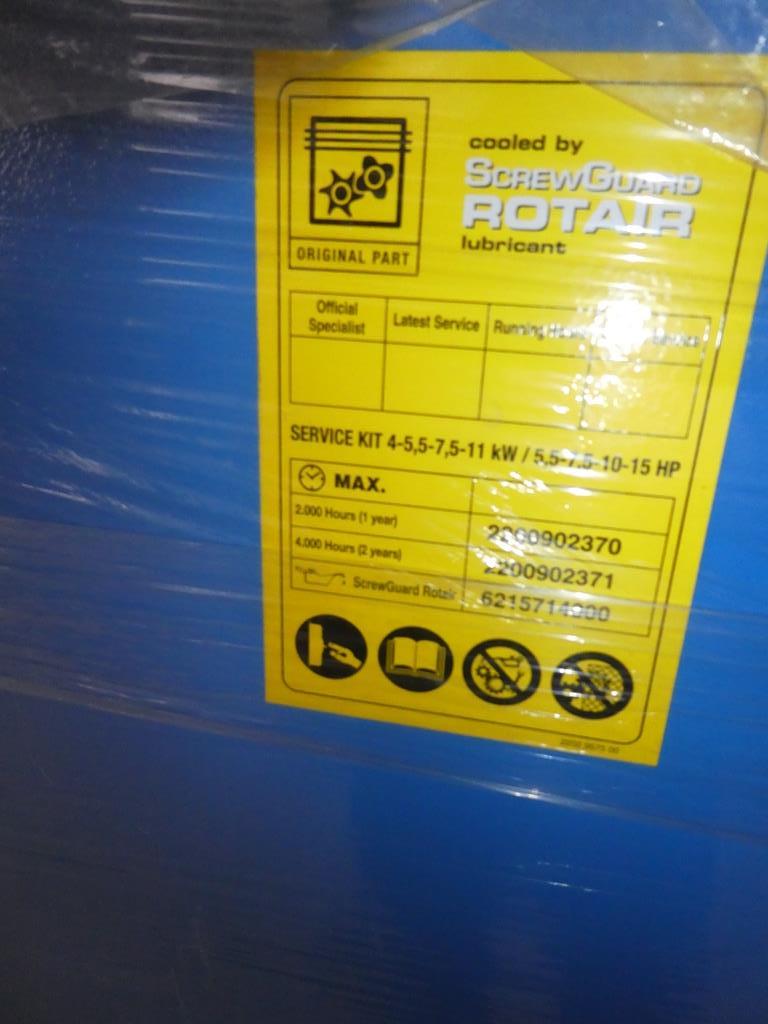 cooled by
SCREWGUARD
ROTAIR
lubricant
ORIGINAL PART
Official
Specialist
Latest Service
Running
SERVICE KIT 4-5,5-7,5-11 kW / 5,5-7.5-10-15 HP
MAX.
2.000 Hours (1 year)
2200902370
4.000 Hours (2 years)
2200902371
ScrewGuard Rotair
6215714900